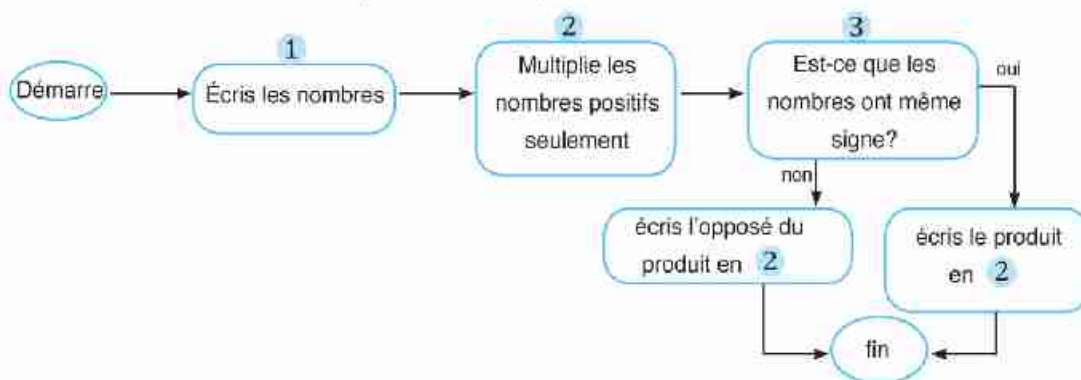 Démarre
1
Écris les nombres
2
Multiplie les
nombres positifs
seulement
3
Est-ce que les
nombres ont même
signe?
oui
non
écris l'opposé du
produit en 2
écris le produit
en 2
fin